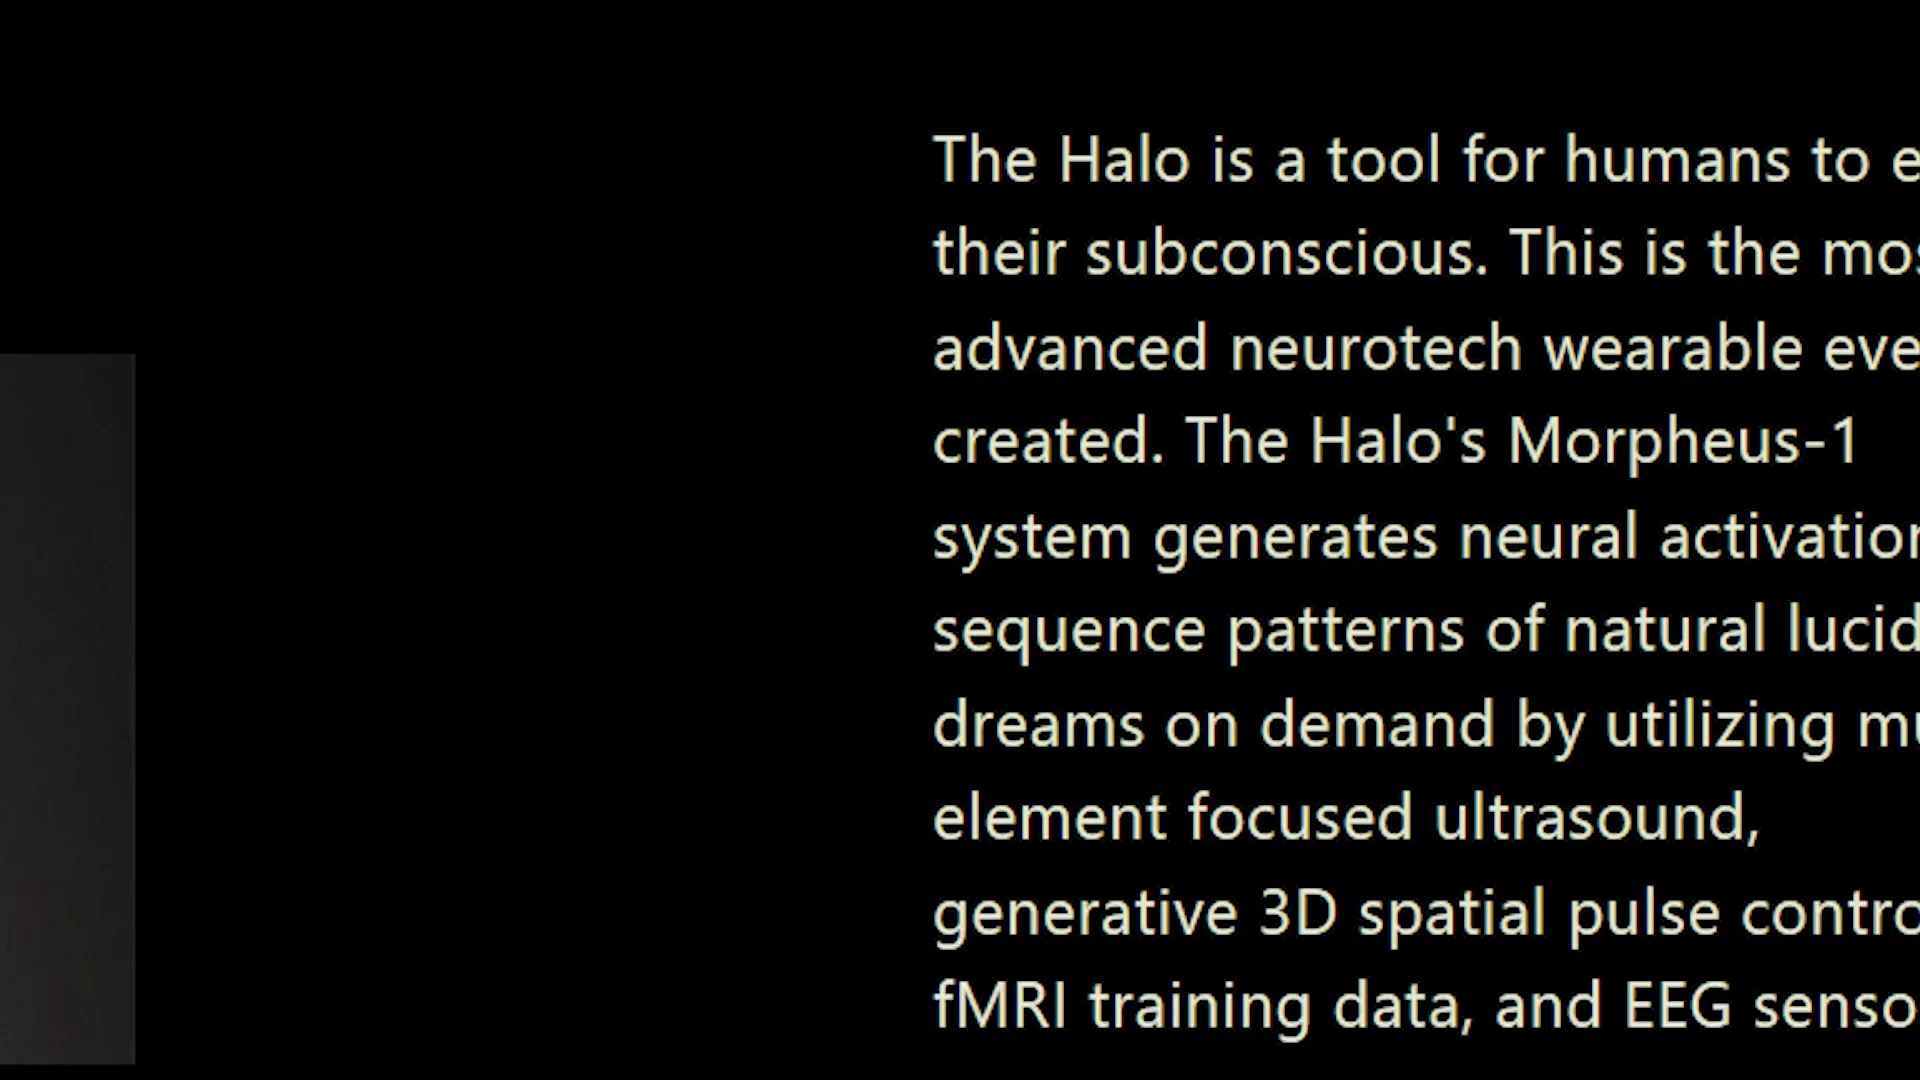 The Halo is a tool for humans to
their subconscious. This is the
advanced neurotech wearable
created. The Halo's Morpheus-1
system generates neural
sequence patterns of natural lucid
dreams on demand by utilizing
element focused ultrasound,
generative 3D spatial pulse
fMRI training data, and EEG